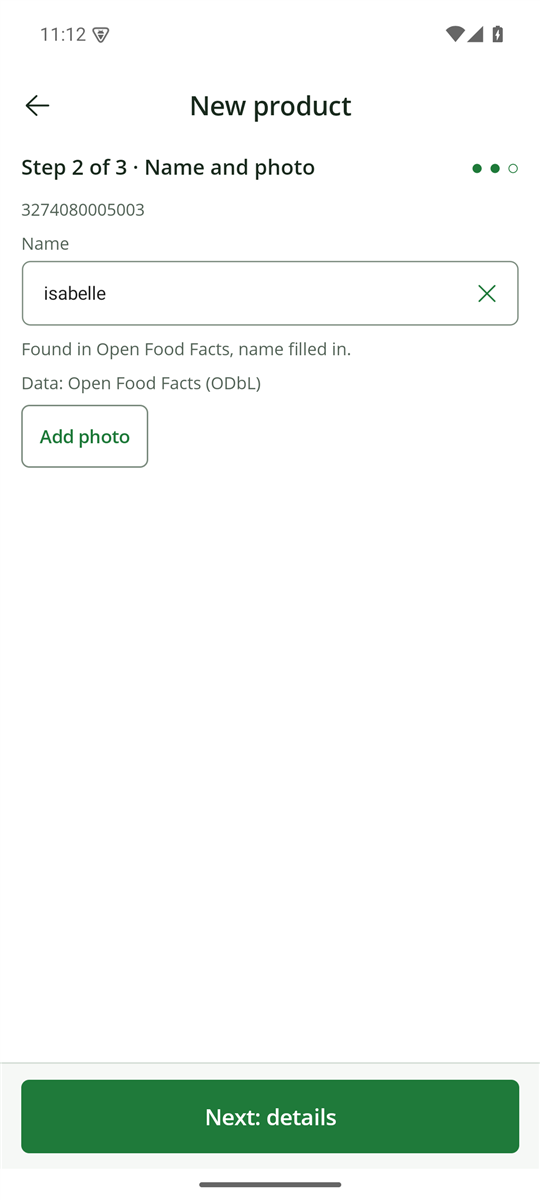 11:12
New product
Step 2 of 3 · Name and photo
3274080005003
Name
isabelle
Found in Open Food Facts, name filled in.
Data: Open Food Facts (ODbL)
Add photo
Next: details